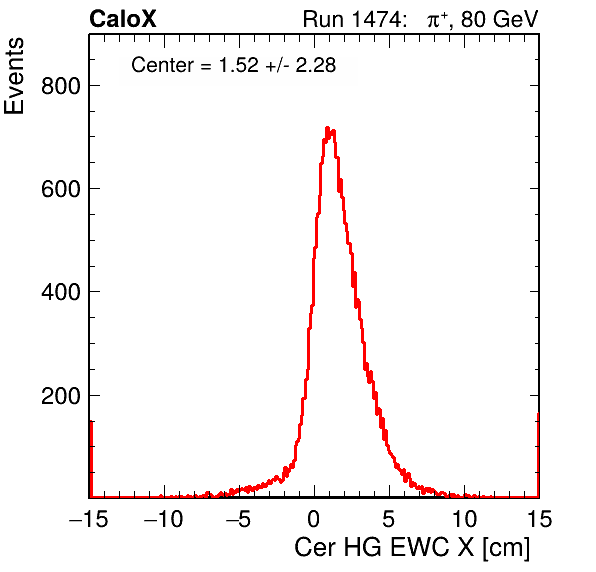 CaloX Run 1474: π⁺, 80 GeV
Center = 1.52 +/- 2.28
Events
800
600
400
200
−15 −10 −5 0 5 10 15
Cer HG EWC X [cm]